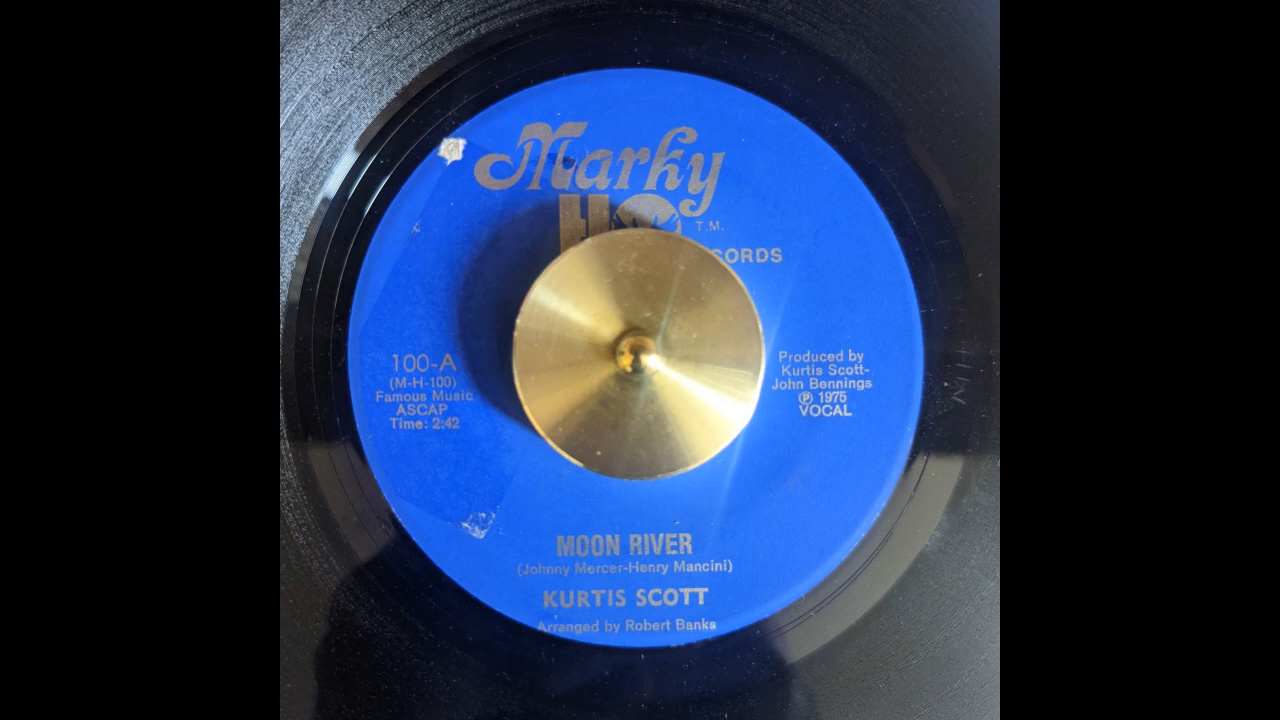 Marky
HO
T.M.
CORDS
100-A
(M-H-100)
Famous Music
ASCAP
Time: 2:42
Produced by
Kurtis Scott-
John Bennings
℗ 1975
VOCAL
MOON RIVER
(Johnny Mercer-Henry Mancini)
KURTIS SCOTT
Arranged by Robert Banks